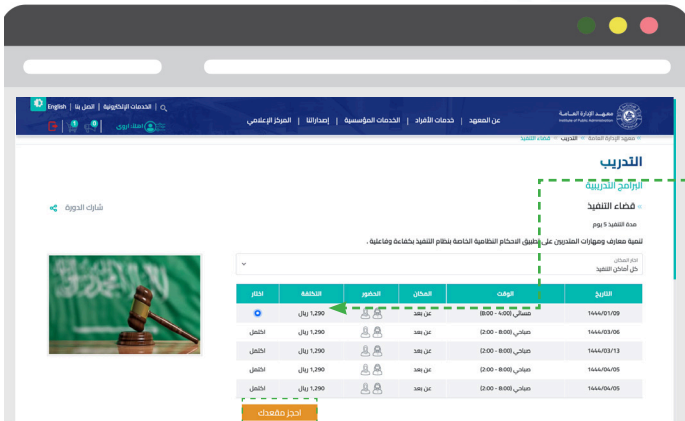 الخدمات الإلكترونية | اتصل بنا | English
معهد الإدارة العامة
Institute of Public Administration
عن المعهد | خدمات الأفراد | الخدمات المؤسسية | إصداراتنا | المركز الإعلامي
اهلا، اروى
معهد الإدارة العامة » التدريب » قضاء التنفيذ
التدريب
البرامج التدريبية
» قضاء التنفيذ
شارك الدورة
مدة التنفيذ 5 يوم
لتنمية معارف ومهارات المتدربين على تطبيق الاحكام النظامية الخاصة بنظام التنفيذ بكفاءة وفاعلية .
اختر المكان
كل أماكن التنفيذ
التاريخ الوقت المكان الحضور التكلفة اختار
1444/01/09 مسائي (4:00 - 8:00) عن بعد 1,290 ريال
1444/03/06 صباحي (8:00 - 2:00) عن بعد 1,290 ريال اكتمل
1444/03/13 صباحي (8:00 - 2:00) عن بعد 1,290 ريال اكتمل
1444/04/05 صباحي (8:00 - 2:00) عن بعد 1,290 ريال اكتمل
1444/04/05 صباحي (8:00 - 2:00) عن بعد 1,290 ريال اكتمل
احجز مقعدك